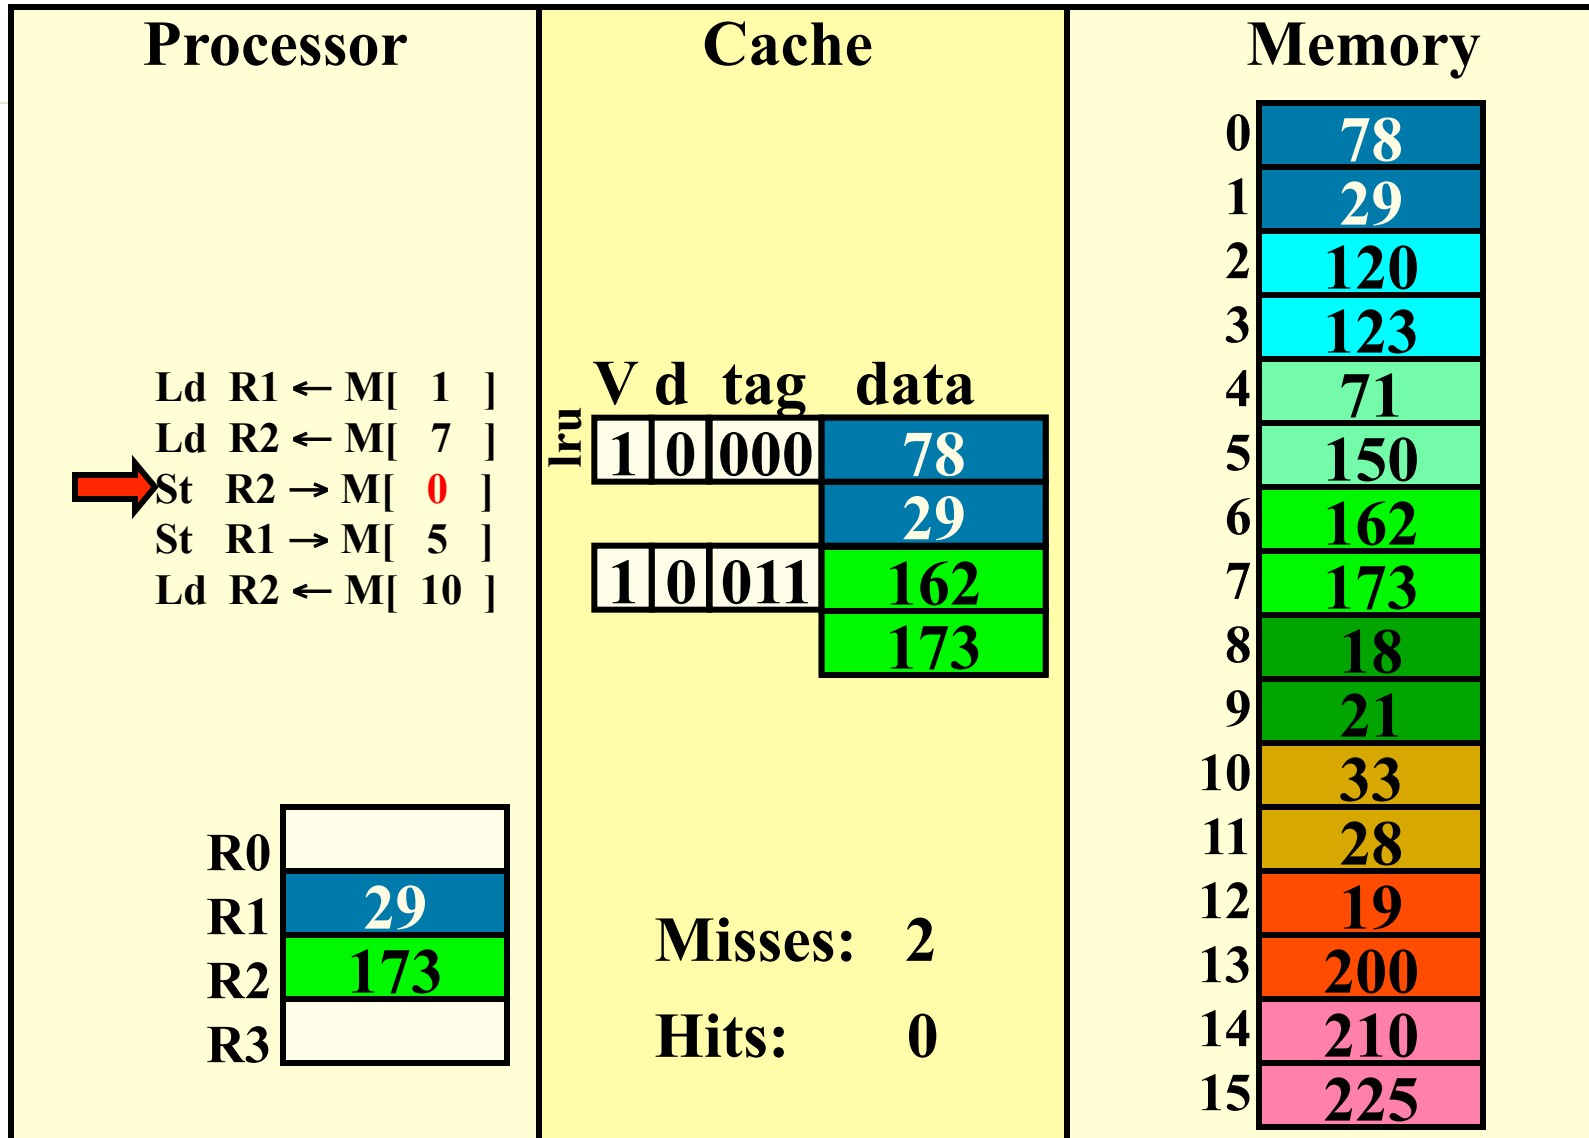 Processor
Ld R1 ← M[ 1 ]
Ld R2 ← M[ 7 ]
St R2 → M[ 0 ]
St R1 → M[ 5 ]
Ld R2 ← M[ 10 ]
R0
R1 29
R2 173
R3
Cache
V d tag data
lru
1 0 000 78
29
1 0 011 162
173
Misses: 2
Hits: 0
Memory
0 78
1 29
2 120
3 123
4 71
5 150
6 162
7 173
8 18
9 21
10 33
11 28
12 19
13 200
14 210
15 225